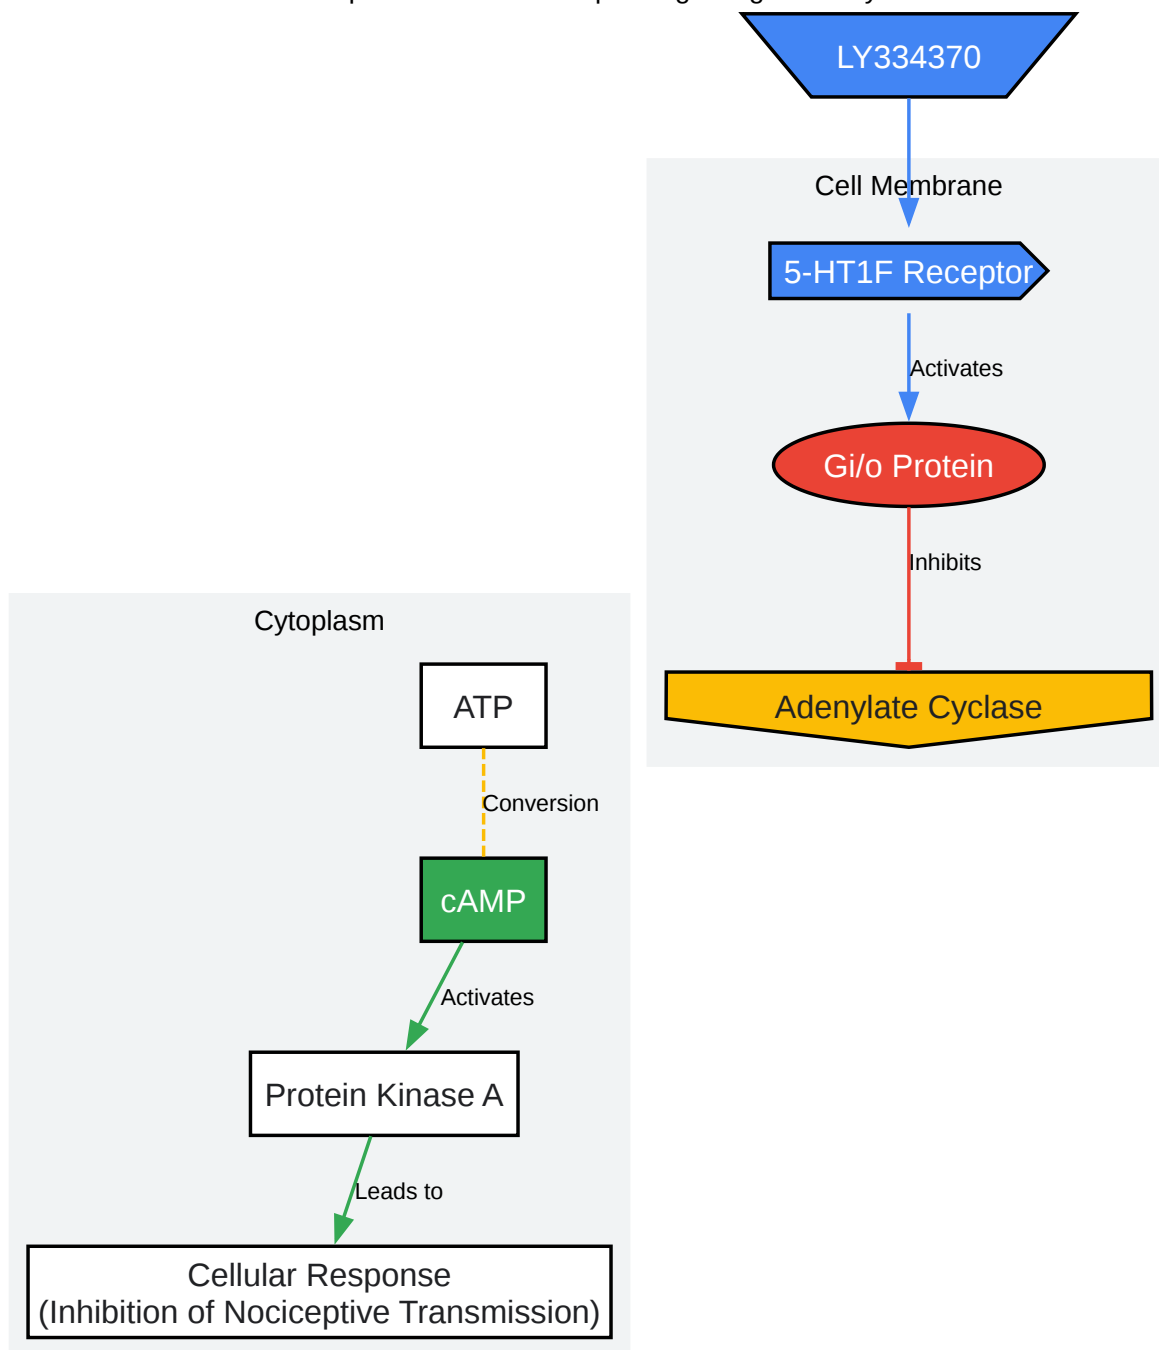 LY334370
Cell Membrane
5-HT1F Receptor
Activates
Gi/o Protein
Inhibits
Adenylate Cyclase
Cytoplasm
ATP
Conversion
cAMP
Activates
Protein Kinase A
Leads to
Cellular Response
(Inhibition of Nociceptive Transmission)